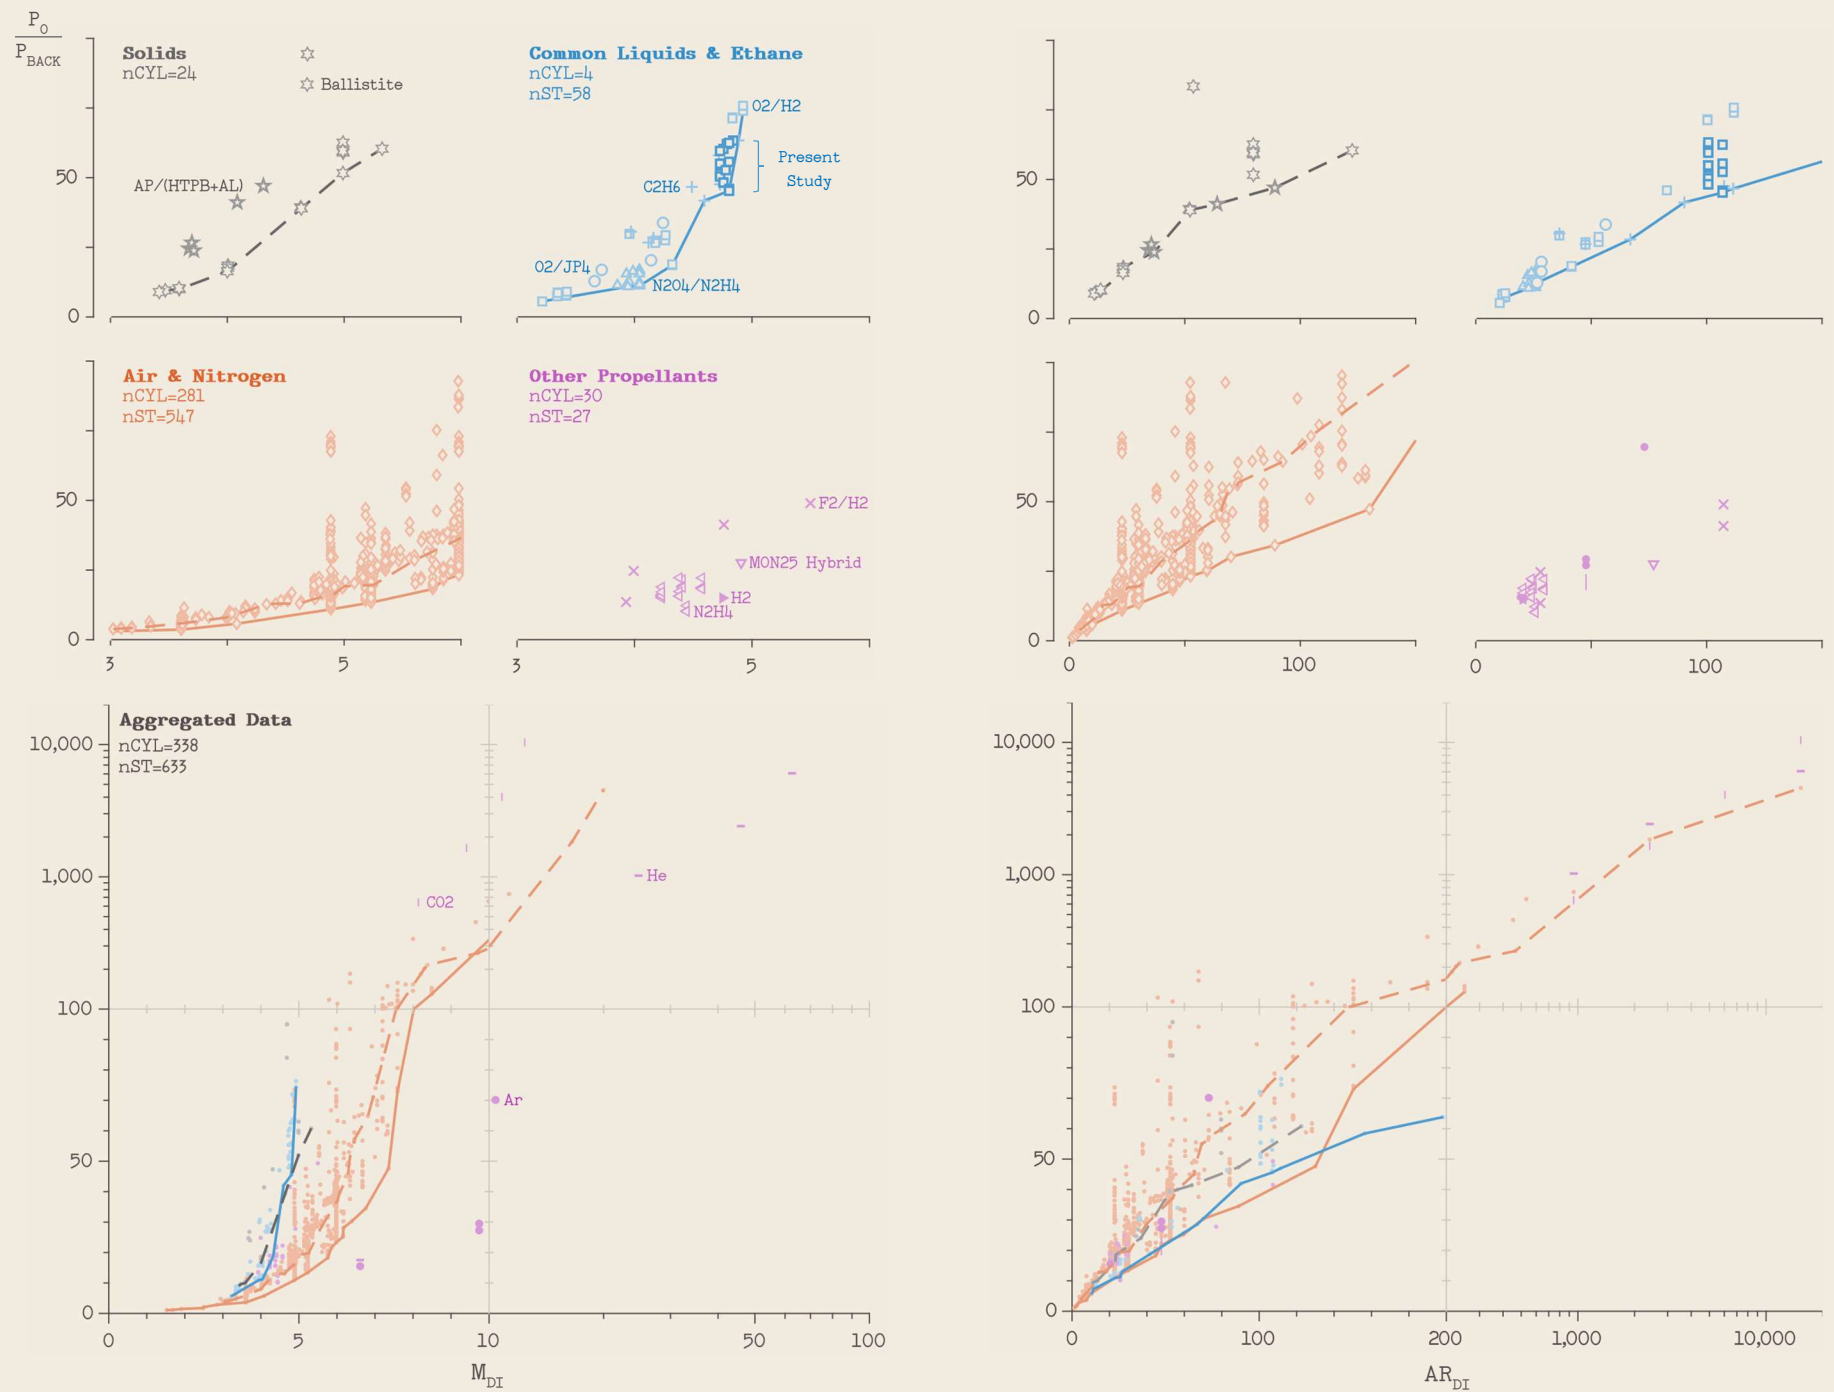 P0
PBACK
Solids
nCYL=24
Ballistite
AP/(HTPB+AL)
50
0
Common Liquids & Ethane
nCYL=4
nST=58
O2/H2
Present
Study
C2H6
O2/JP4
N2O4/N2H4
50
0
Air & Nitrogen
nCYL=281
nST=547
50
0
3
5
Other Propellants
nCYL=30
nST=27
F2/H2
MON25 Hybrid
H2
N2H4
3
5
50
0
0
100
0
100
Aggregated Data
nCYL=338
nST=633
10,000
1,000
100
50
0
CO2
He
Ar
0
5
10
50
100
MDI
10,000
1,000
100
50
0
0
100
200
1,000
10,000
ARDI